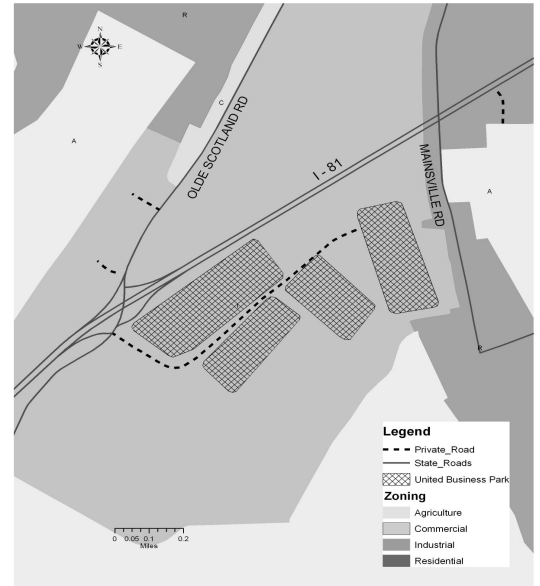 R
N
W E
S
C
A
OLDE SCOTLAND RD
I - 81
MAINSVILLE RD
A
I
R
Legend
Private_Road
State_Roads
United Business Park
Zoning
Agriculture
Commercial
Industrial
Residential
0 0.05 0.1 0.2
Miles